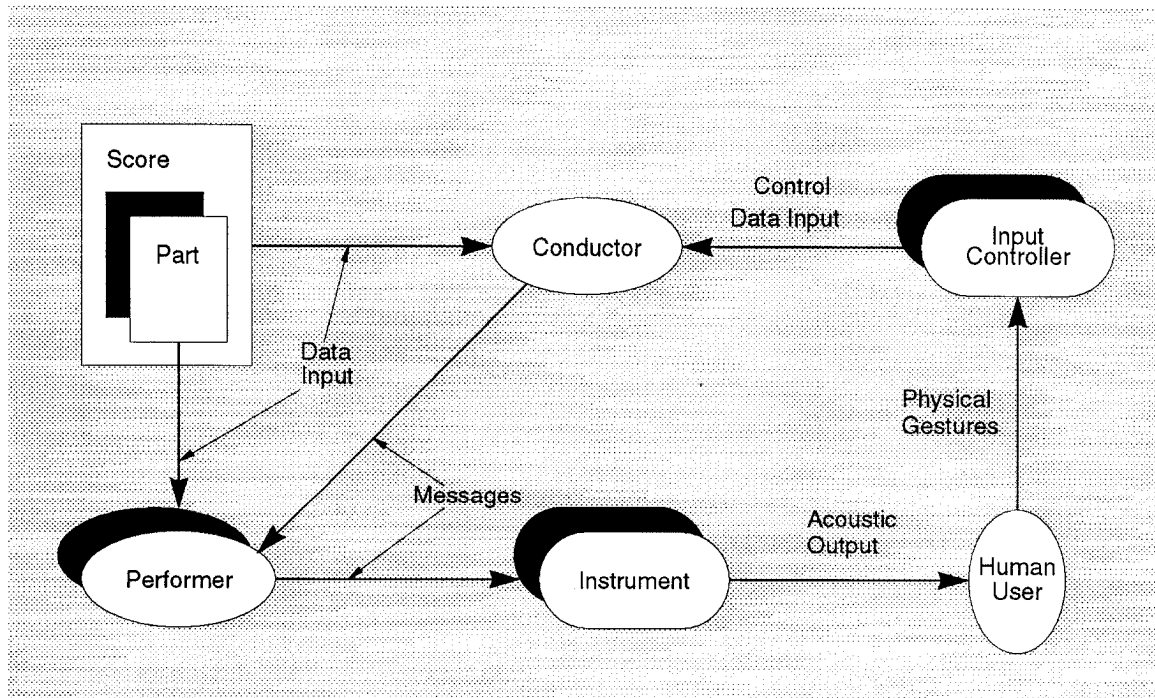 Score
Part
Conductor
Control
Data Input
Input
Controller
Data
Input
Physical
Gestures
Messages
Performer
Instrument
Acoustic
Output
Human
User